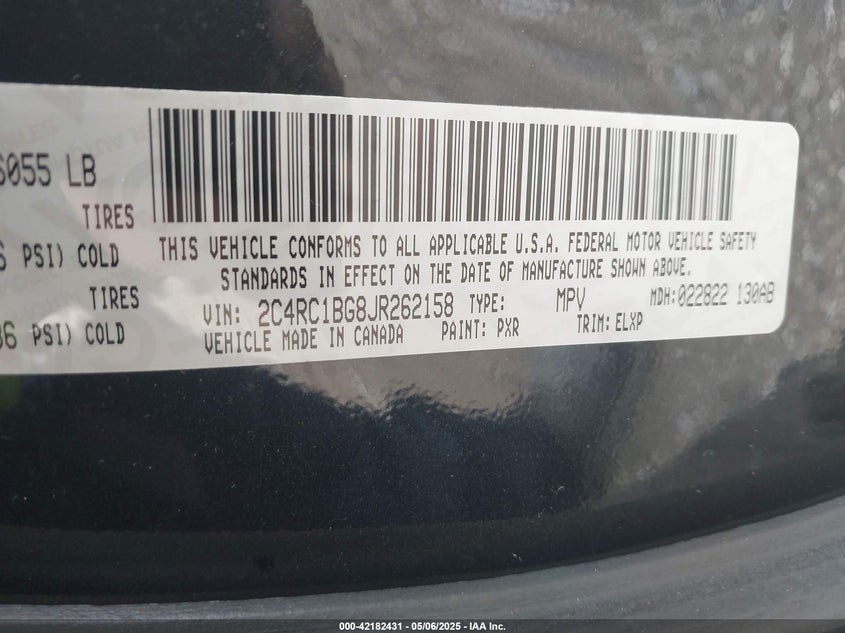 6055 LB
TIRES
PSI) COLD
TIRES
PSI) COLD
THIS VEHICLE CONFORMS TO ALL APPLICABLE U.S.A. FEDERAL MOTOR VEHICLE SAFETY
STANDARDS IN EFFECT ON THE DATE OF MANUFACTURE SHOWN ABOVE.
VIN: 2C4RC1BG8JR262158 TYPE: MPV MDH:022822 130AB
VEHICLE MADE IN CANADA PAINT: PXR TRIM: ELXP
000-42182431 - 05/06/2025 - IAA Inc.